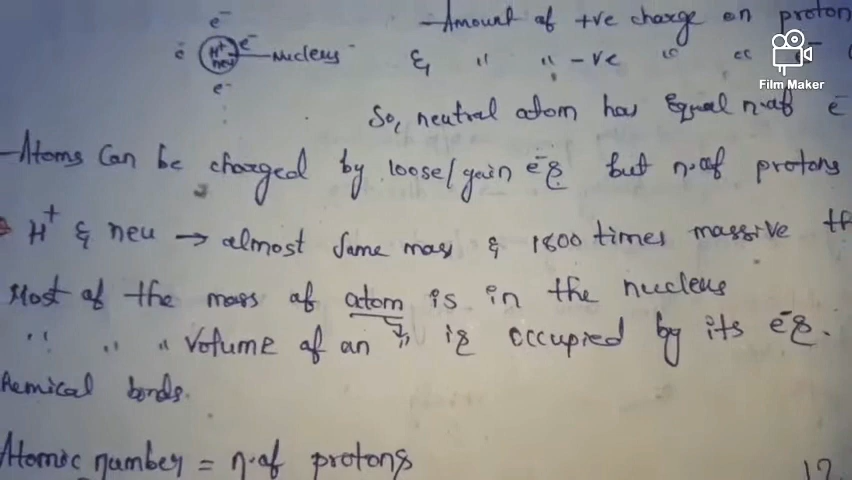 e⁻
-Amount of +ve charge on proton
e⁻ H⁺ neu e⁻ Nucleus
& " " -ve " " e⁻
e⁻
Film Maker
So, neutral atom has Equal n.of e⁻
-Atoms Can be charged by loose/gain e⁻s but n.of protons
H⁺ & neu → almost same mass & 1800 times massive th
Most of the mass of atom is in the nucleus
" " " Volume of an " is occupied by its e⁻s.
hemical bonds.
Atomic number = n.of protons
12